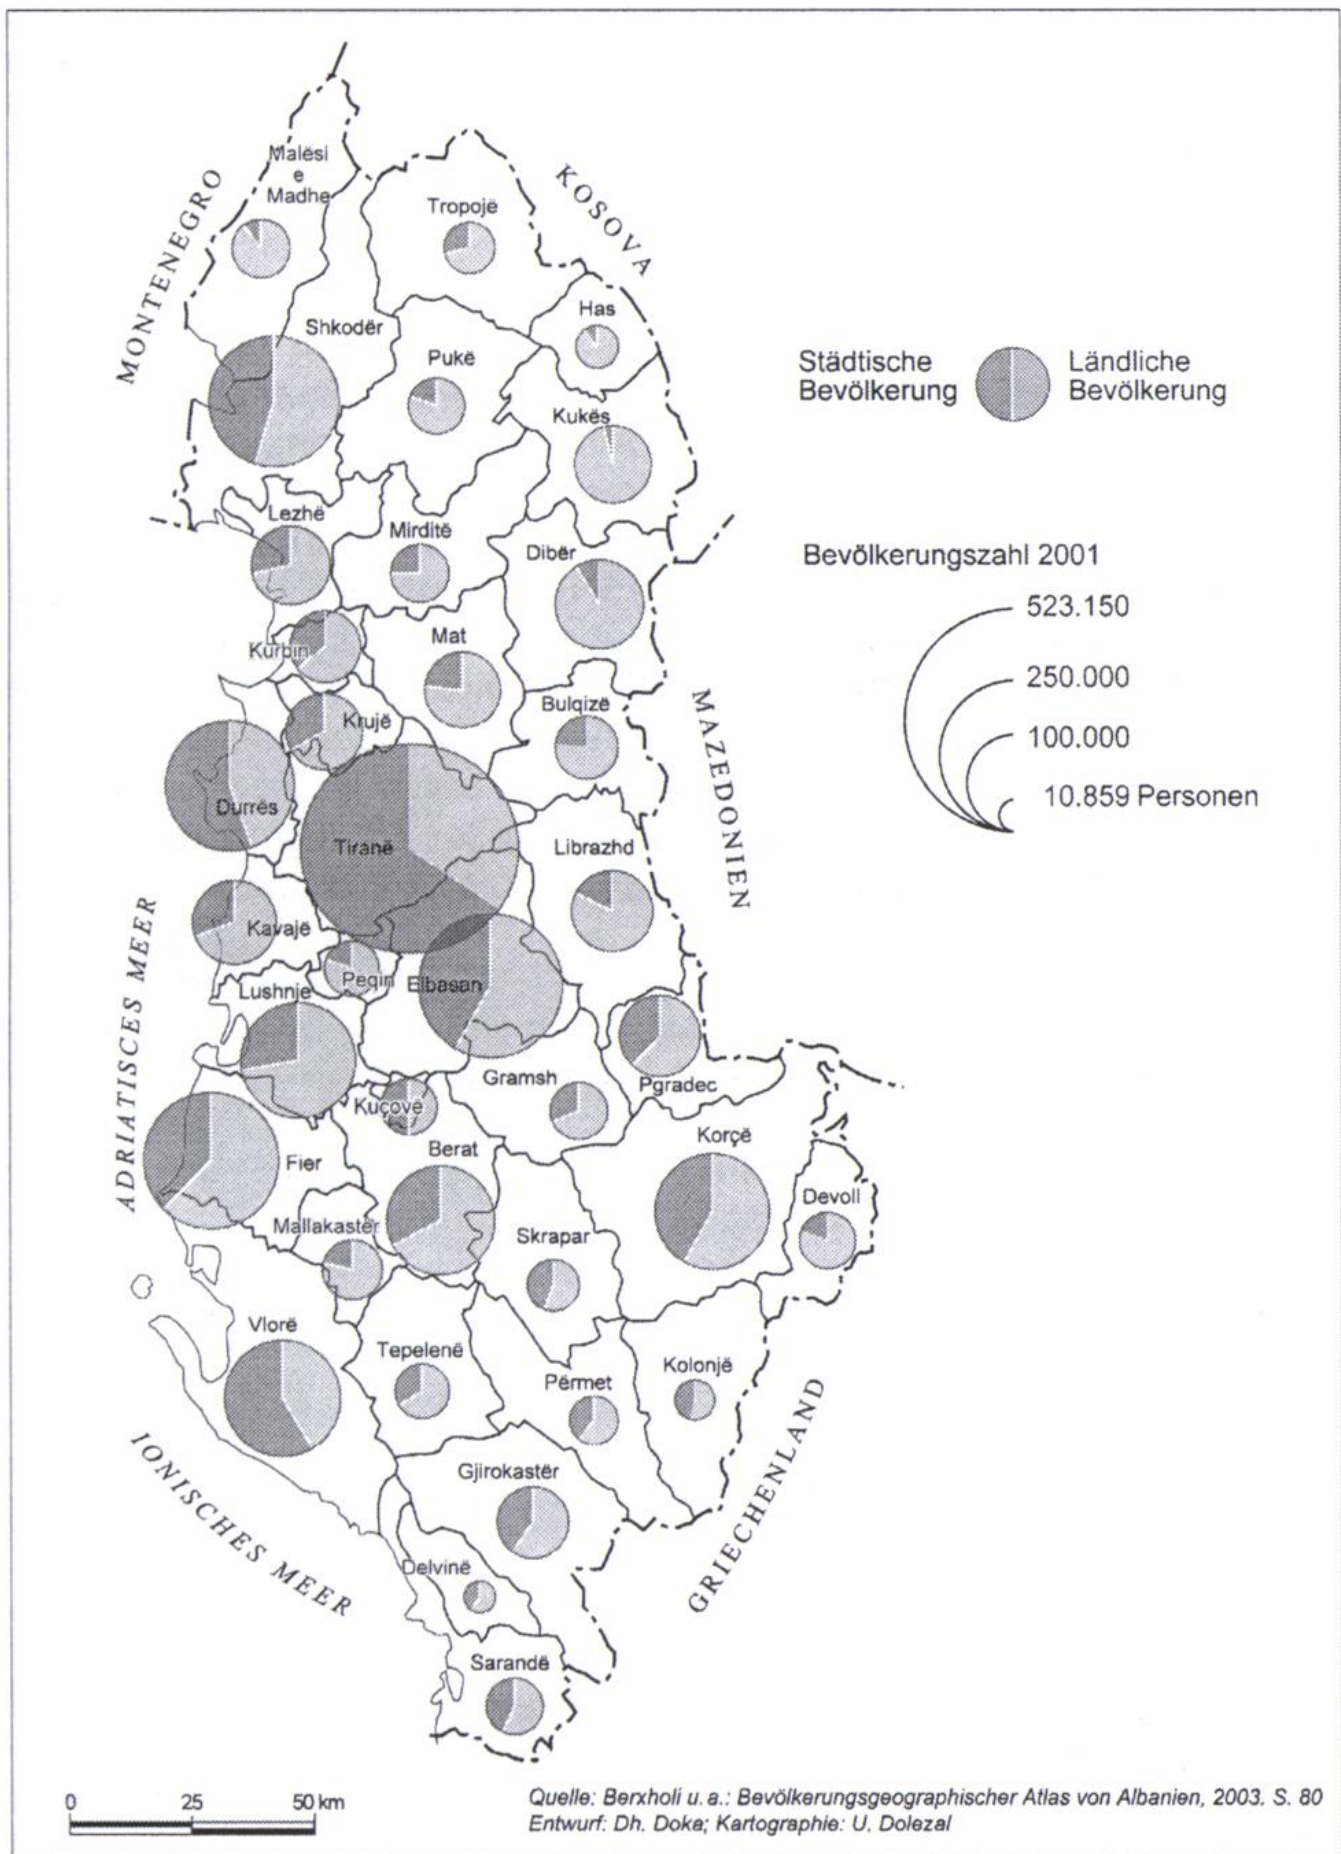 Malësi
e
Madhe
MONTENEGRO
Tropojë
KOSOVA
Has
Shkodër
Pukë
Kukës
Städtische
Bevölkerung
Ländliche
Bevölkerung
Lezhë
Mirditë
Dibër
Bevölkerungszahl 2001
523.150
250.000
100.000
10.859 Personen
Kurbin
Mat
Krujë
Bulqizë
MAZEDONIEN
Durrës
Tiranë
Librazhd
Kavajë
Peqin
Elbasan
Lushnje
ADRIATISCES MEER
Gramsh
Pgradec
Kuçovë
Berat
Korçë
Fier
Devoll
Mallakastër
Skrapar
Vlorë
Tepelenë
Përmet
Kolonjë
GRIECHENLAND
IONISCHES MEER
Gjirokastër
Delvinë
Sarandë
0 25 50 km
Quelle: Berxholi u. a.: Bevölkerungsgeographischer Atlas von Albanien, 2003. S. 80
Entwurf: Dh. Doka; Kartographie: U. Dolezal